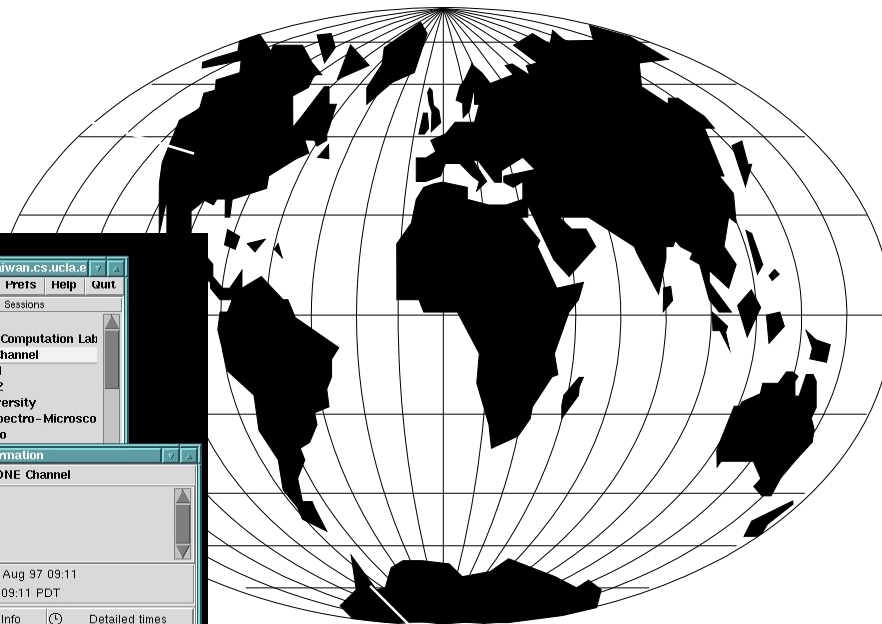 aiwan.cs.ucla.e
Prefs Help Quit
Sessions
Computation Lab
Channel
2
ersity
pectro-Microsco
o
rmation
ONE Channel
Aug 97 09:11
09:11 PDT
Info Detailed times